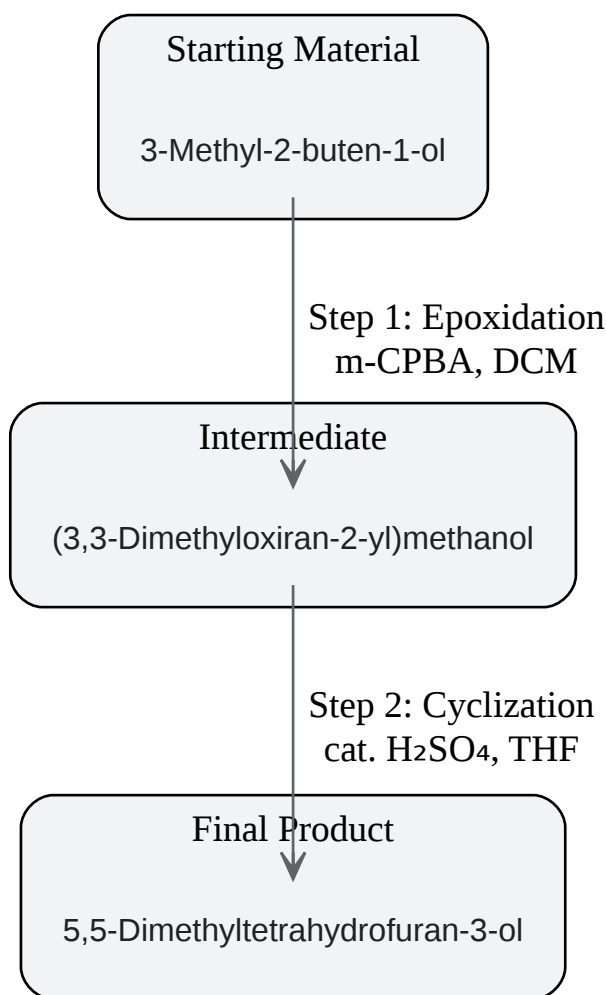 Starting Material
3-Methyl-2-buten-1-ol
Step 1: Epoxidation
m-CPBA, DCM
Intermediate
(3,3-Dimethyloxiran-2-yl)methanol
Step 2: Cyclization
cat. H₂SO₄, THF
Final Product
5,5-Dimethyltetrahydrofuran-3-ol